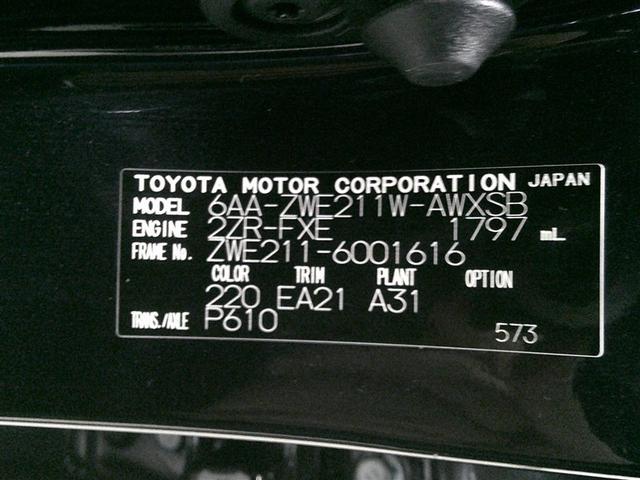 TOYOTA MOTOR CORPORATION JAPAN
MODEL 6AA-ZWE211W-AWXSB
ENGINE 2ZR-FXE 1797 mL
FRAME No. ZWE211-6001616
COLOR TRIM PLANT OPTION
220 EA21 A31
TRANS./AXLE P610
573